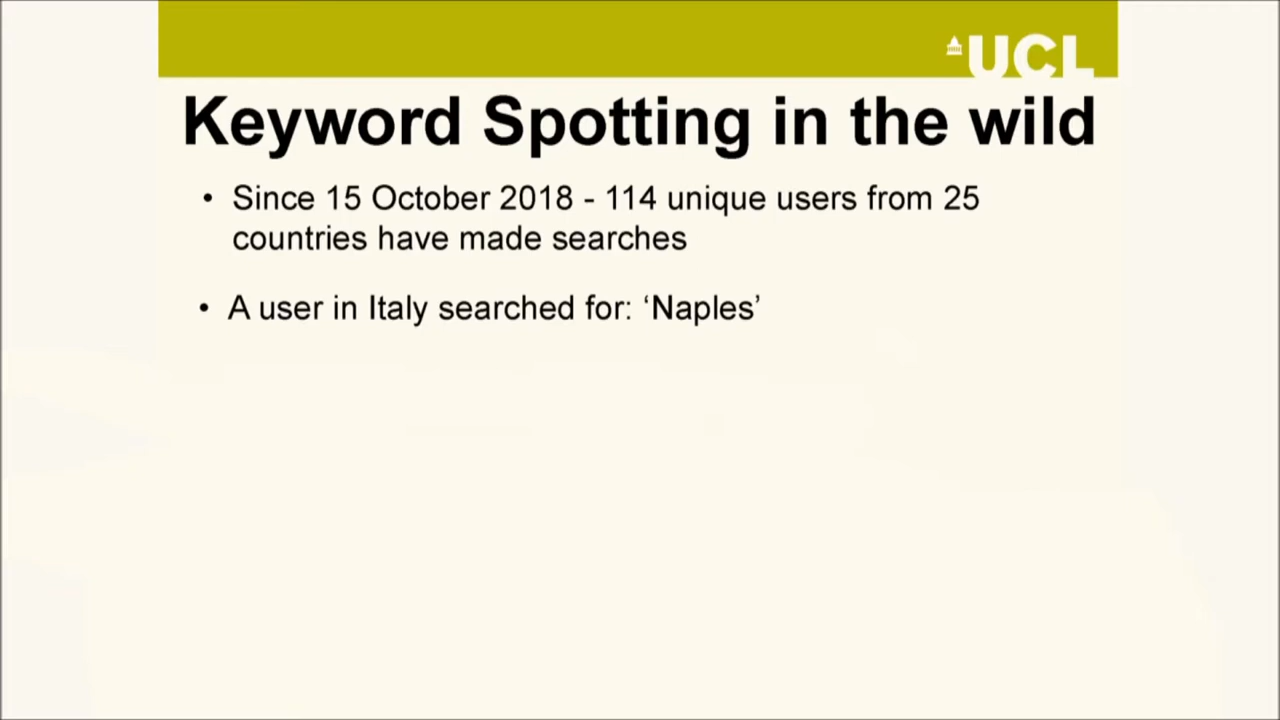 UCL
Keyword Spotting in the wild
• Since 15 October 2018 - 114 unique users from 25
countries have made searches
• A user in Italy searched for: ‘Naples’